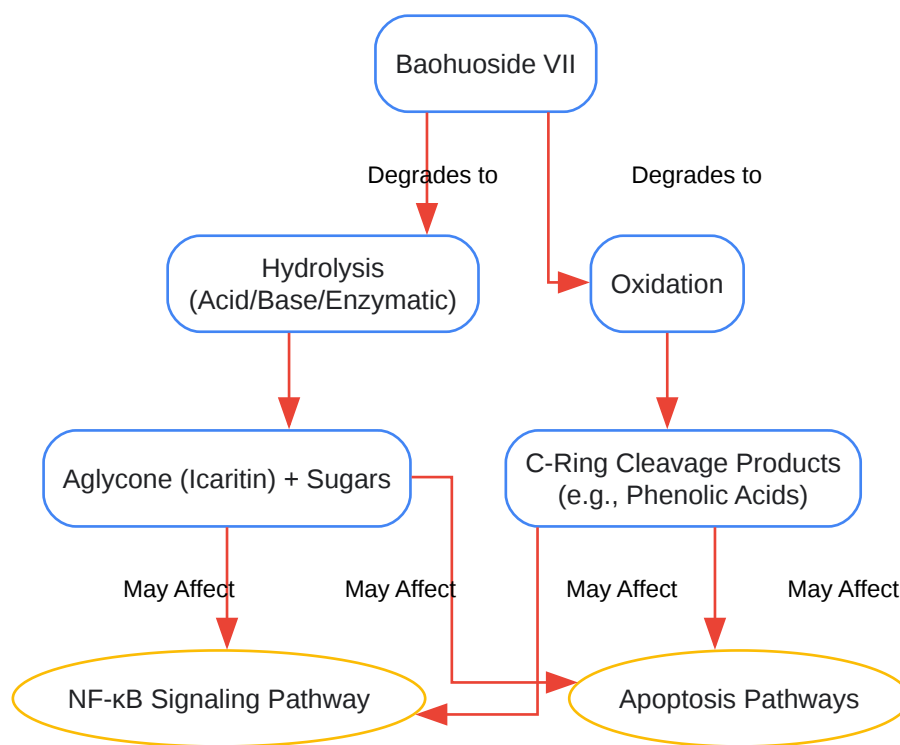 Baohuoside VII
Degrades to
Degrades to
Hydrolysis
(Acid/Base/Enzymatic)
Oxidation
Aglycone (Icaritin) + Sugars
C-Ring Cleavage Products
(e.g., Phenolic Acids)
May Affect
May Affect
May Affect
May Affect
NF-κB Signaling Pathway
Apoptosis Pathways